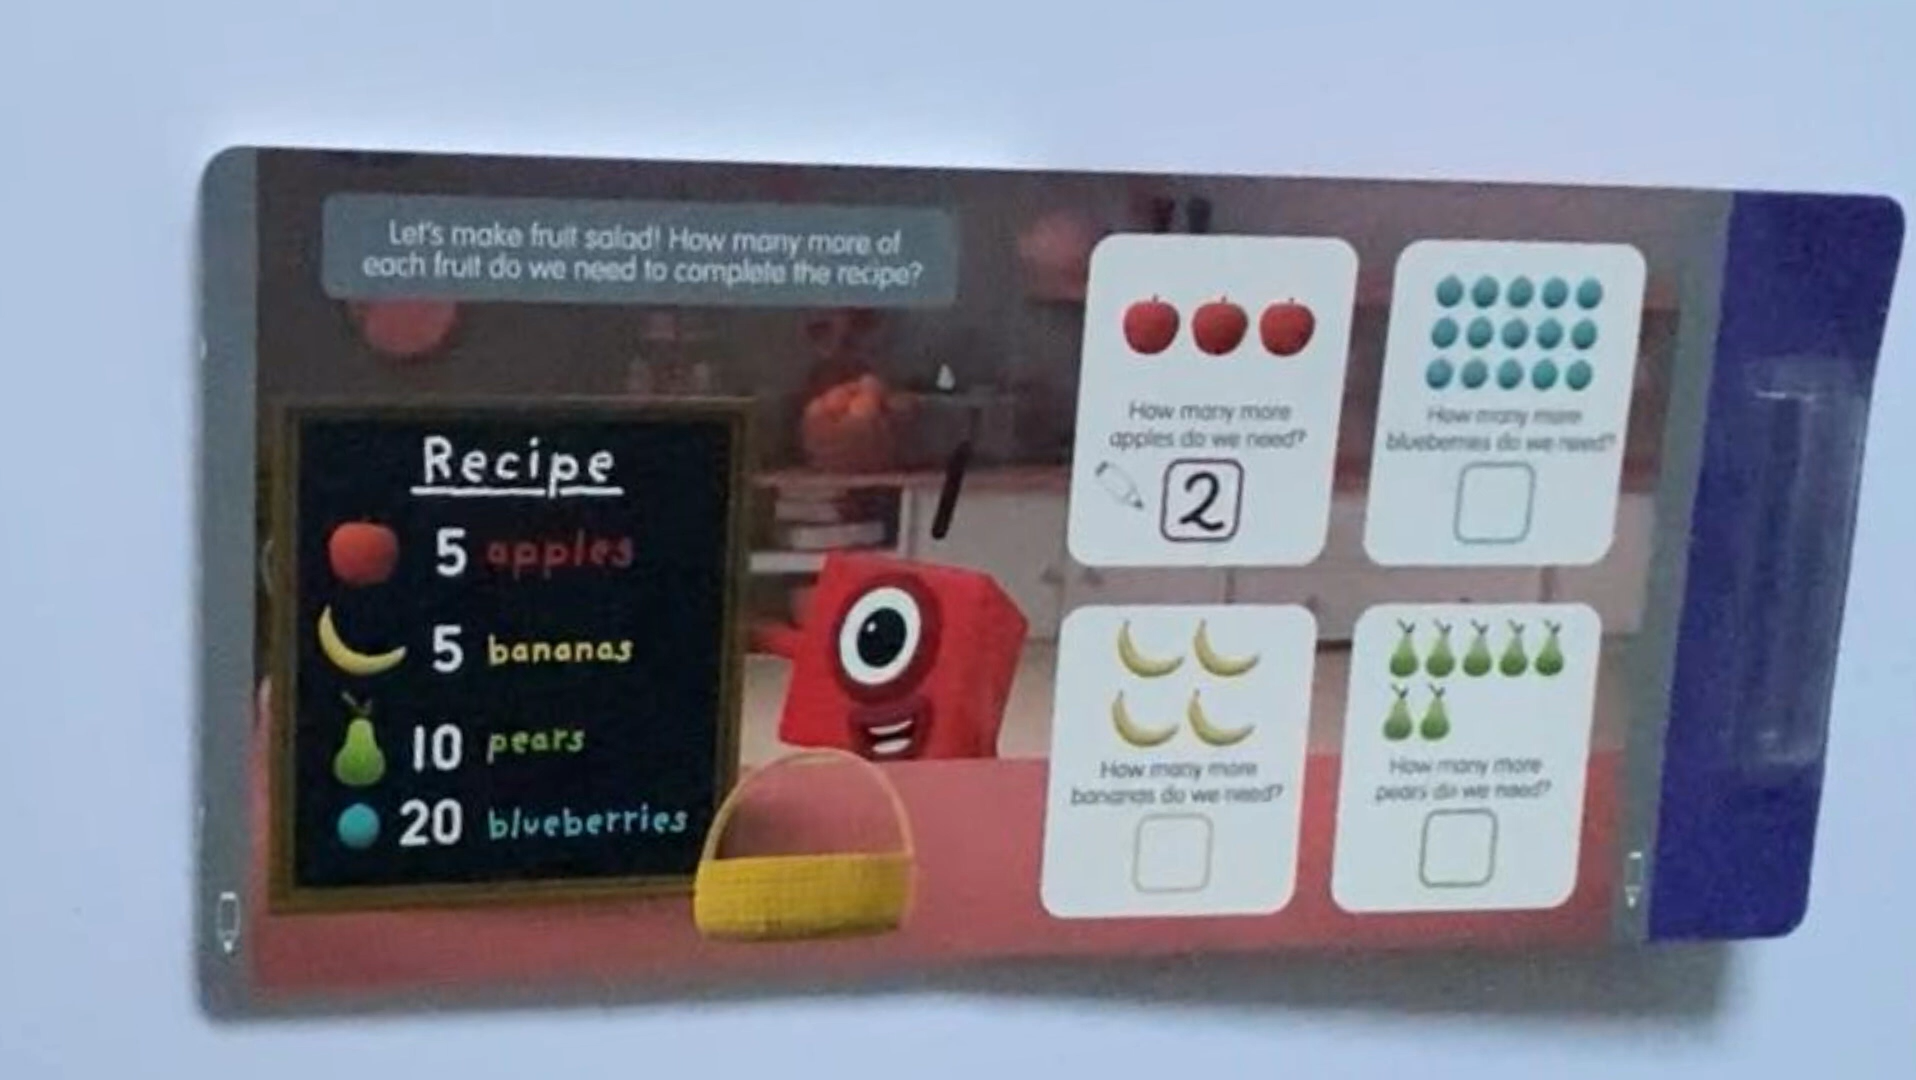 Let's make fruit salad! How many more of
each fruit do we need to complete the recipe?
Recipe
5 apples
5 bananas
10 pears
20 blueberries
How many more
apples do we need?
2
How many more
blueberries do we need?
How many more
bananas do we need?
How many more
pears do we need?